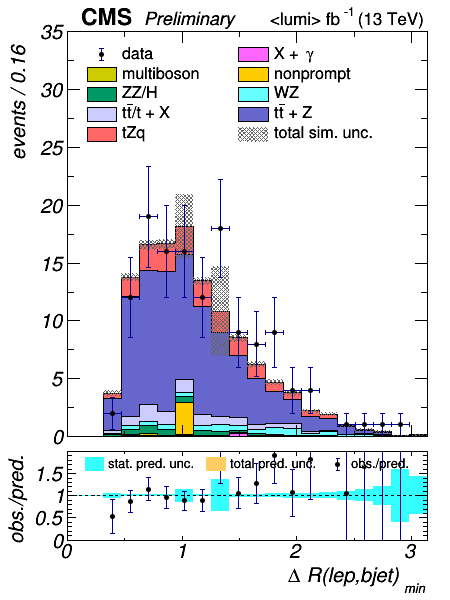 CMS Preliminary <lumi> fb⁻¹ (13 TeV)
events / 0.16
35
30
25
20
15
10
5
0
data
multiboson
ZZ/H
tt̄/t + X
tZq
X + γ
nonprompt
WZ
tt̄ + Z
total sim. unc.
obs./pred.
1.5
1
0.5
0
stat. pred. unc. total pred. unc. obs./pred.
0 1 2 3
Δ R(lep,bjet) min